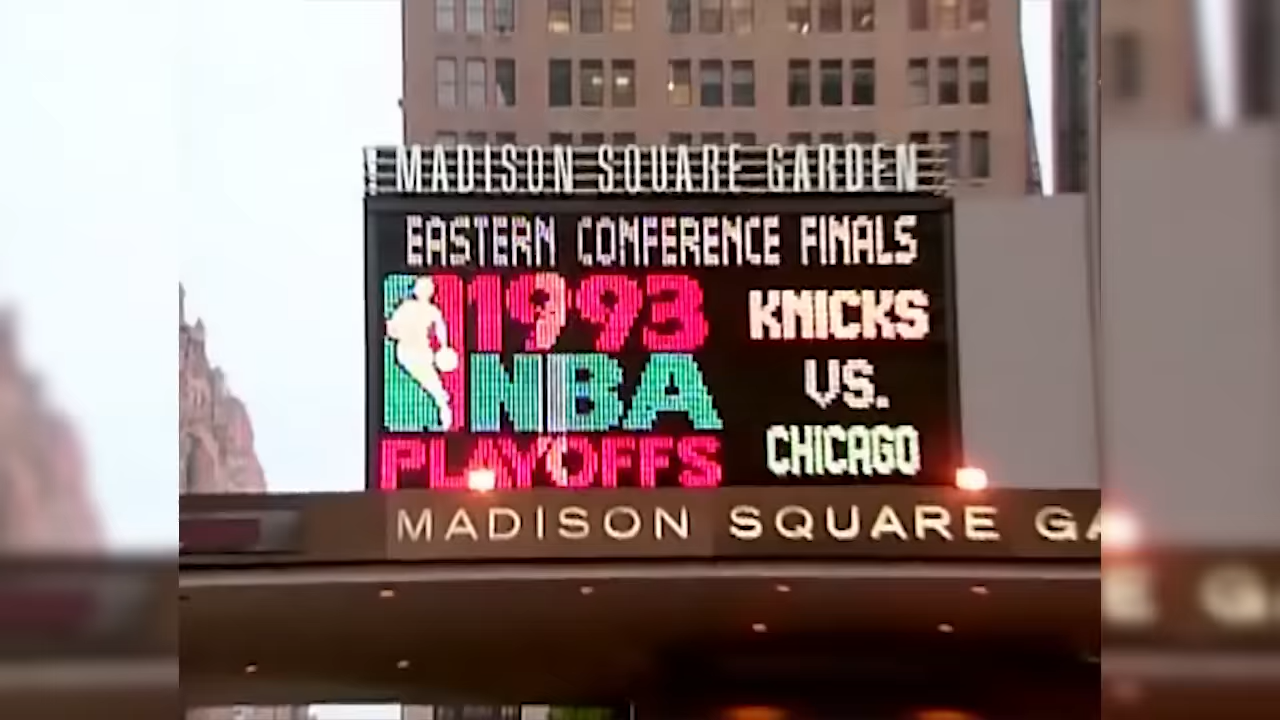 MADISON SQUARE GARDEN
EASTERN CONFERENCE FINALS
1993
NBA
PLAYOFFS
KNICKS
VS.
CHICAGO
MADISON SQUARE GA